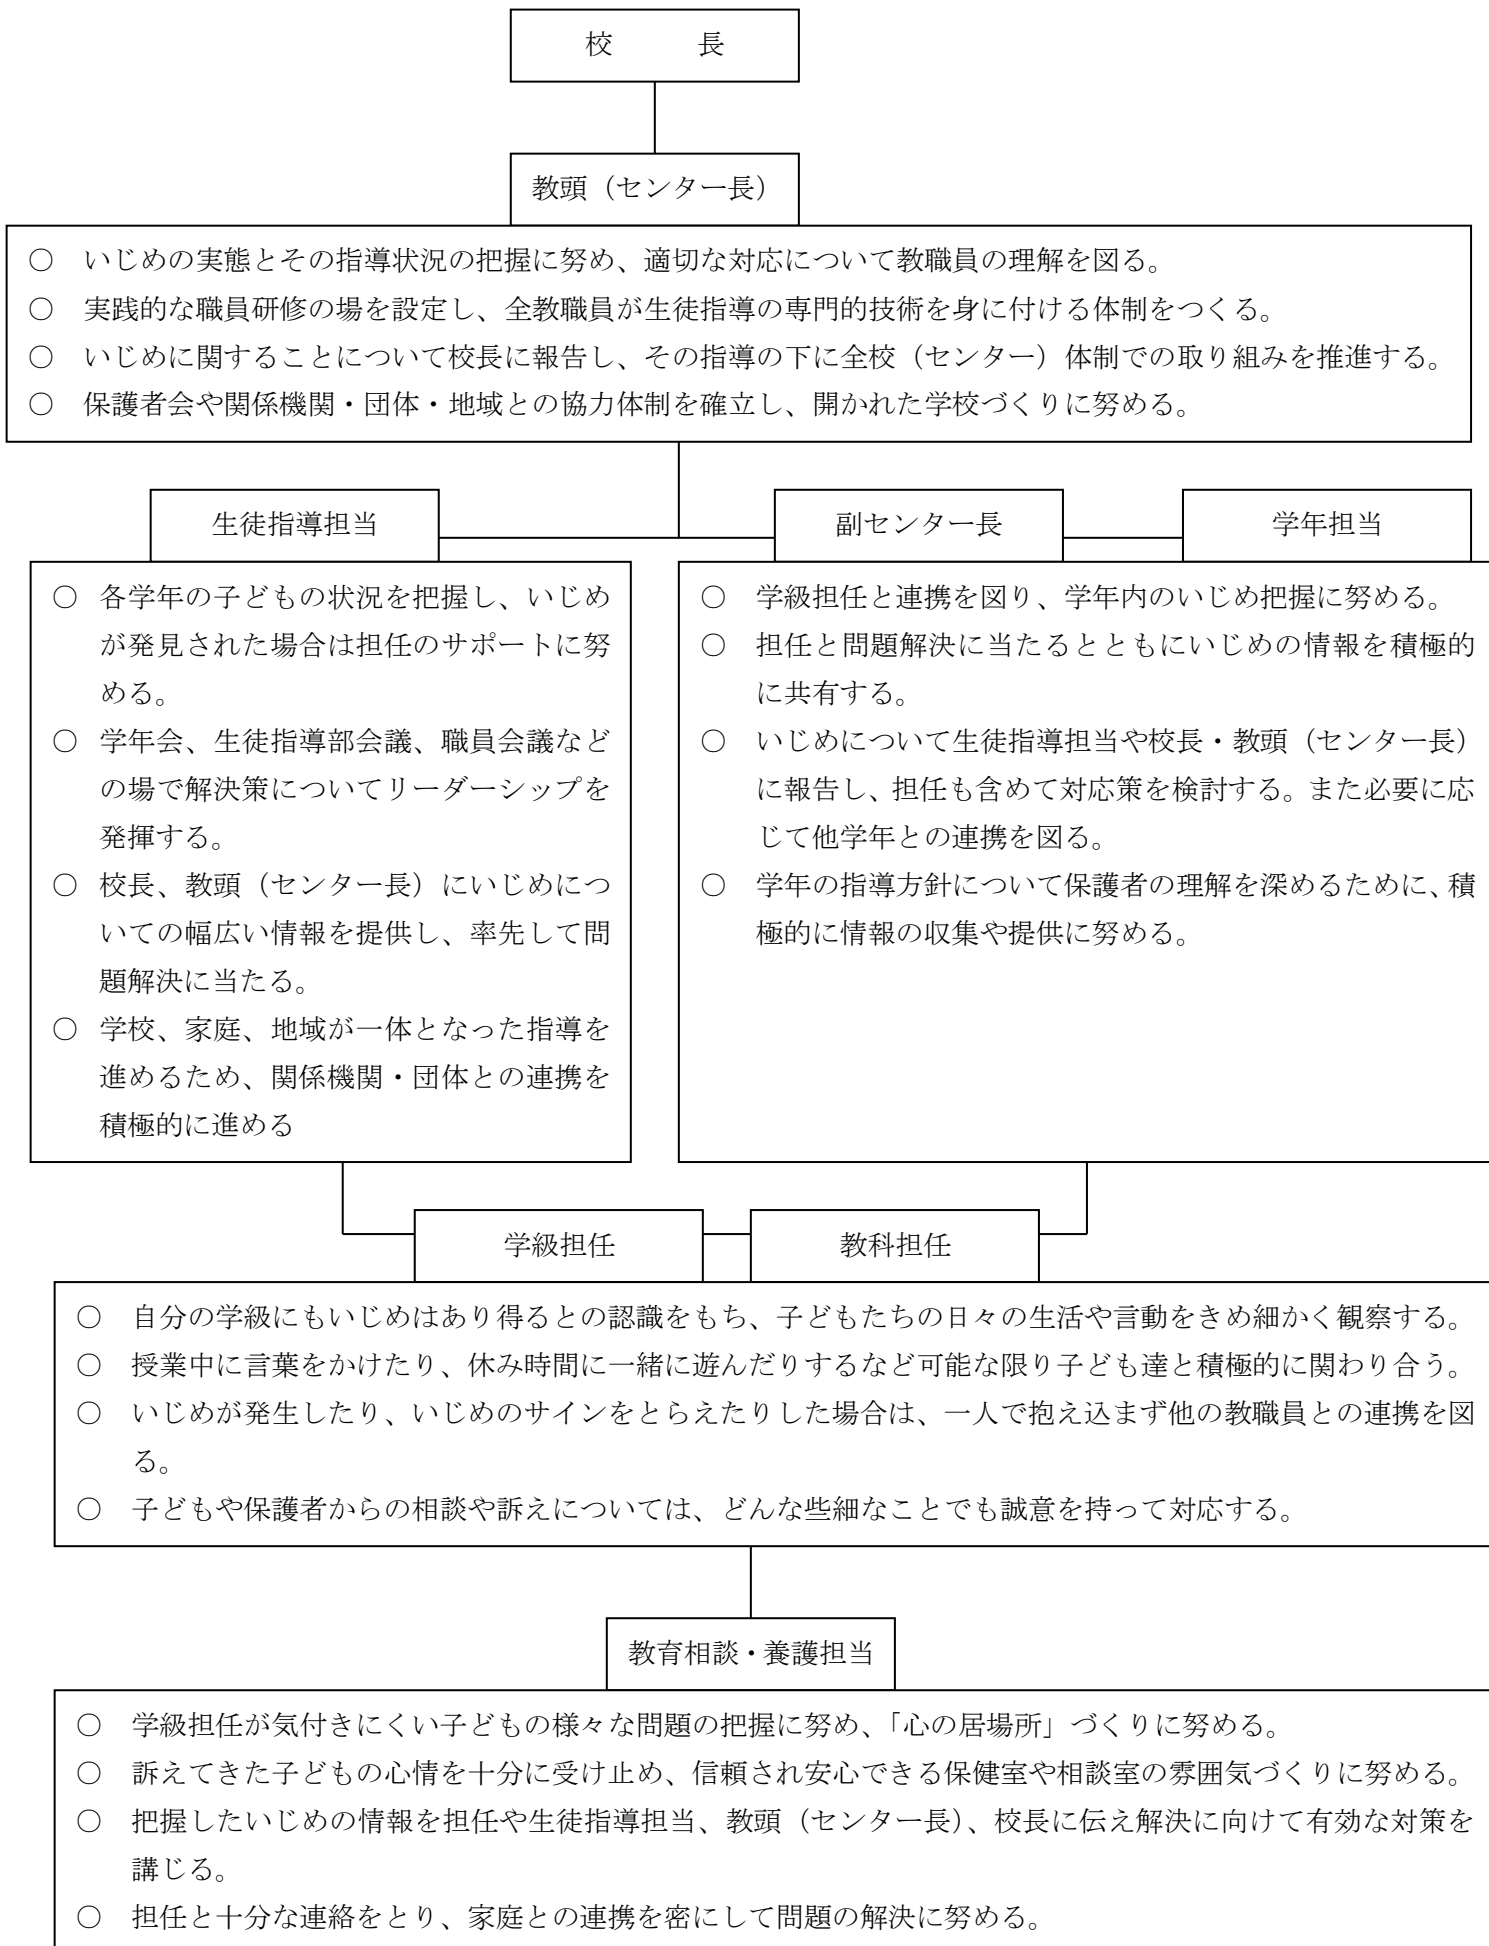 校　　　長
教頭（センター長）
○　いじめの実態とその指導状況の把握に努め、適切な対応について教職員の理解を図る。
○　実践的な職員研修の場を設定し、全教職員が生徒指導の専門的技術を身に付ける体制をつくる。
○　いじめに関することについて校長に報告し、その指導の下に全校（センター）体制での取り組みを推進する。
○　保護者会や関係機関・団体・地域との協力体制を確立し、開かれた学校づくりに努める。
生徒指導担当
○　各学年の子どもの状況を把握し、いじめ
が発見された場合は担任のサポートに努
める。
○　学年会、生徒指導部会議、職員会議など
の場で解決策についてリーダーシップを
発揮する。
○　校長、教頭（センター長）にいじめにつ
いての幅広い情報を提供し、率先して問
題解決に当たる。
○　学校、家庭、地域が一体となった指導を
進めるため、関係機関・団体との連携を
積極的に進める
副センター長
学年担当
○　学級担任と連携を図り、学年内のいじめ把握に努める。
○　担任と問題解決に当たるとともにいじめの情報を積極的
に共有する。
○　いじめについて生徒指導担当や校長・教頭（センター長）
に報告し、担任も含めて対応策を検討する。また必要に応
じて他学年との連携を図る。
○　学年の指導方針について保護者の理解を深めるために、積
極的に情報の収集や提供に努める。
学級担任
教科担任
○　自分の学級にもいじめはあり得るとの認識をもち、子どもたちの日々の生活や言動をきめ細かく観察する。
○　授業中に言葉をかけたり、休み時間に一緒に遊んだりするなど可能な限り子ども達と積極的に関わり合う。
○　いじめが発生したり、いじめのサインをとらえたりした場合は、一人で抱え込まず他の教職員との連携を図
る。
○　子どもや保護者からの相談や訴えについては、どんな些細なことでも誠意を持って対応する。
教育相談・養護担当
○　学級担任が気付きにくい子どもの様々な問題の把握に努め、「心の居場所」づくりに努める。
○　訴えてきた子どもの心情を十分に受け止め、信頼され安心できる保健室や相談室の雰囲気づくりに努める。
○　把握したいじめの情報を担任や生徒指導担当、教頭（センター長）、校長に伝え解決に向けて有効な対策を
講じる。
○　担任と十分な連絡をとり、家庭との連携を密にして問題の解決に努める。